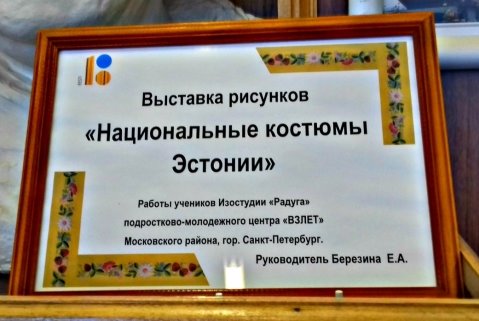 18
Выставка рисунков
«Национальные костюмы
Эстонии»
Работы учеников Изостудии «Радуга»
подростково-молодежного центра «ВЗЛЕТ»
Московского района, гор. Санкт-Петербург.
Руководитель Березина Е.А.